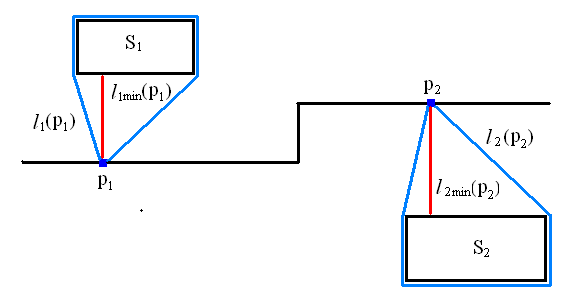 S₁
l₁min(p₁)
l₁(p₁)
p₁
p₂
l₂(p₂)
l₂min(p₂)
S₂